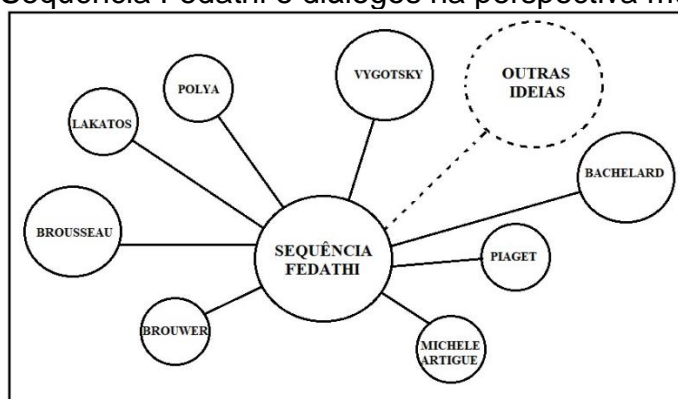 Sequência Fedathi e diálogos na perspectiva
VYGOTSKY
OUTRAS
IDEIAS
POLYA
LAKATOS
BACHELARD
BROUSSEAU
SEQUÊNCIA
FEDATHI
PIAGET
BROUWER
MICHELE
ARTIGUE